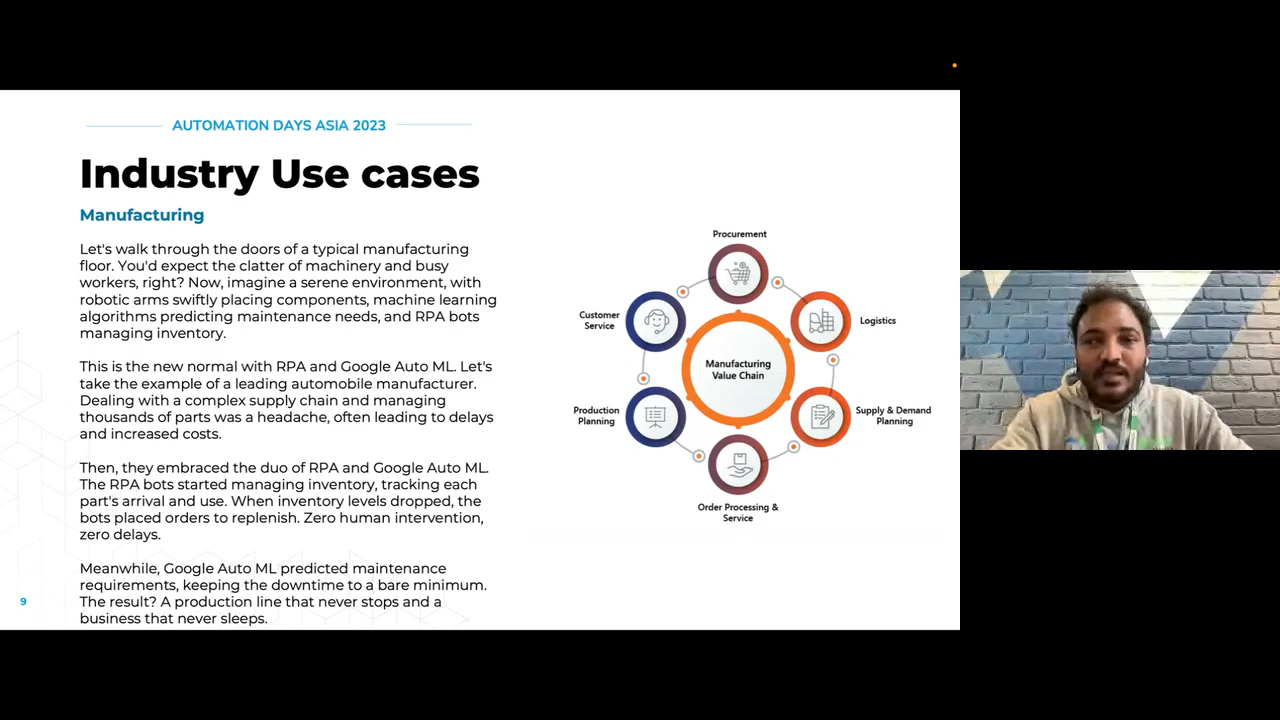 AUTOMATION DAYS ASIA 2023
Industry Use cases
Manufacturing
Let's walk through the doors of a typical manufacturing
floor. You'd expect the clatter of machinery and busy
workers, right? Now, imagine a serene environment, with
robotic arms swiftly placing components, machine learning
algorithms predicting maintenance needs, and RPA bots
managing inventory.
This is the new normal with RPA and Google Auto ML. Let's
take the example of a leading automobile manufacturer.
Dealing with a complex supply chain and managing
thousands of parts was a headache, often leading to delays
and increased costs.
Then, they embraced the duo of RPA and Google Auto ML.
The RPA bots started managing inventory, tracking each
part's arrival and use. When inventory levels dropped, the
bots placed orders to replenish. Zero human intervention,
zero delays.
Meanwhile, Google Auto ML predicted maintenance
requirements, keeping the downtime to a bare minimum.
The result? A production line that never stops and a
business that never sleeps.
9
Procurement
Logistics
Supply & Demand
Planning
Order Processing &
Service
Production
Planning
Customer
Service
Manufacturing
Value Chain